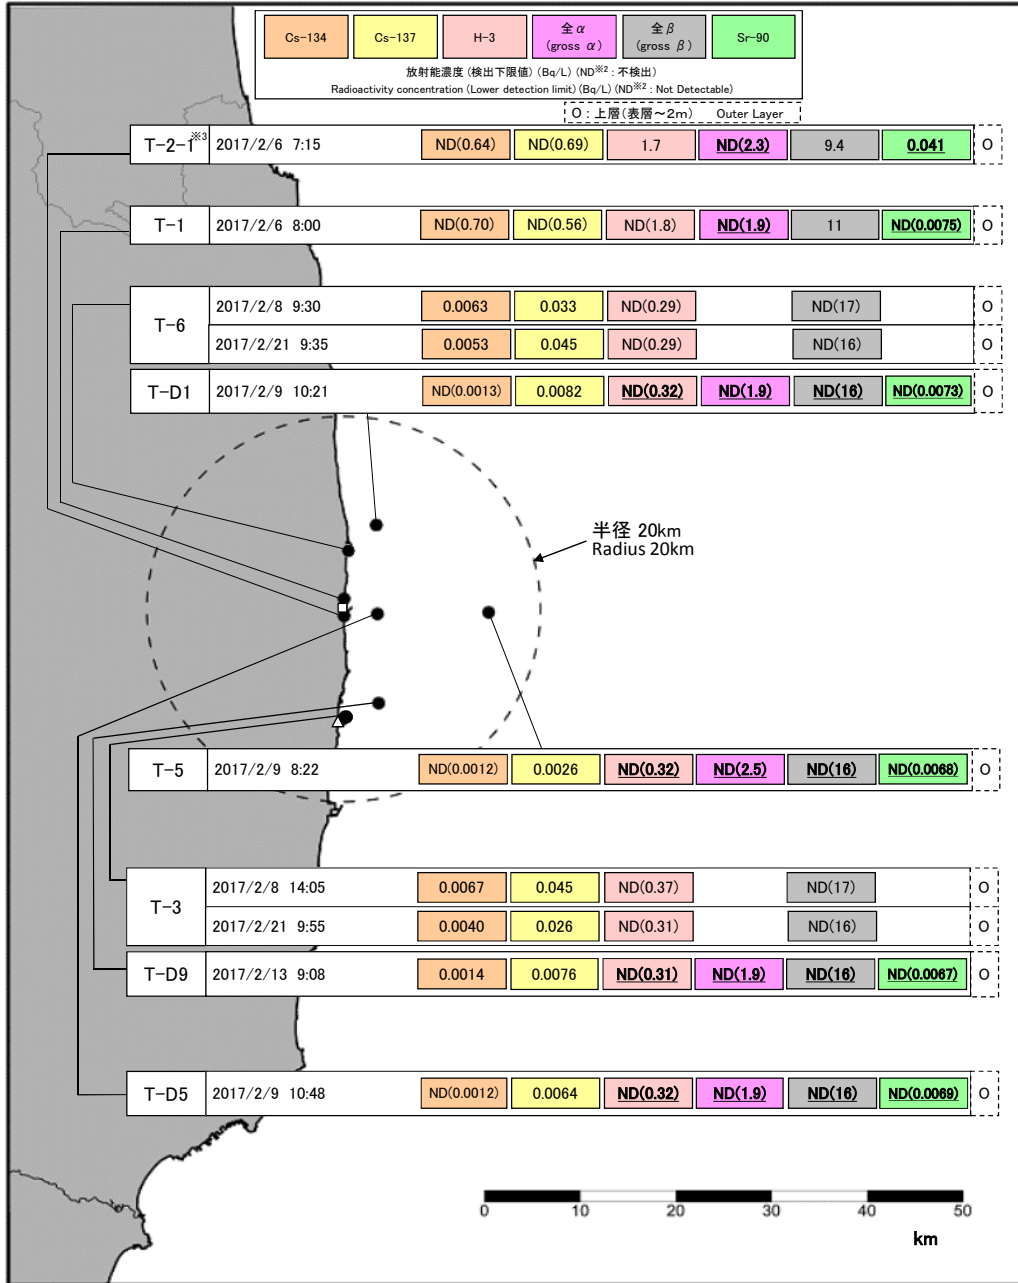 Cs-134 Cs-137 H-3 全α (gross α) 全β (gross β) Sr-90
放射能濃度(検出下限値)(Bq/L)(ND※2:不検出)
Radioactivity concentration (Lower detection limit)(Bq/L)(ND※2: Not Detectable)
O:上層(表層～2m) Outer Layer
T-2-1※3 2017/2/6 7:15 ND(0.64) ND(0.69) 1.7 ND(2.3) 9.4 0.041 O
T-1 2017/2/6 8:00 ND(0.70) ND(0.56) ND(1.8) ND(1.9) 11 ND(0.0075) O
T-6 2017/2/8 9:30 0.0063 0.033 ND(0.29) ND(17) O
2017/2/21 9:35 0.0053 0.045 ND(0.29) ND(16) O
T-D1 2017/2/9 10:21 ND(0.0013) 0.0082 ND(0.32) ND(1.9) ND(16) ND(0.0073) O
半径 20km
Radius 20km
T-5 2017/2/9 8:22 ND(0.0012) 0.0026 ND(0.32) ND(2.5) ND(16) ND(0.0068) O
T-3 2017/2/8 14:05 0.0067 0.045 ND(0.37) ND(17) O
2017/2/21 9:55 0.0040 0.026 ND(0.31) ND(16) O
T-D9 2017/2/13 9:08 0.0014 0.0076 ND(0.31) ND(1.9) ND(16) ND(0.0067) O
T-D5 2017/2/9 10:48 ND(0.0012) 0.0064 ND(0.32) ND(1.9) ND(16) ND(0.0069) O
0 10 20 30 40 50
km